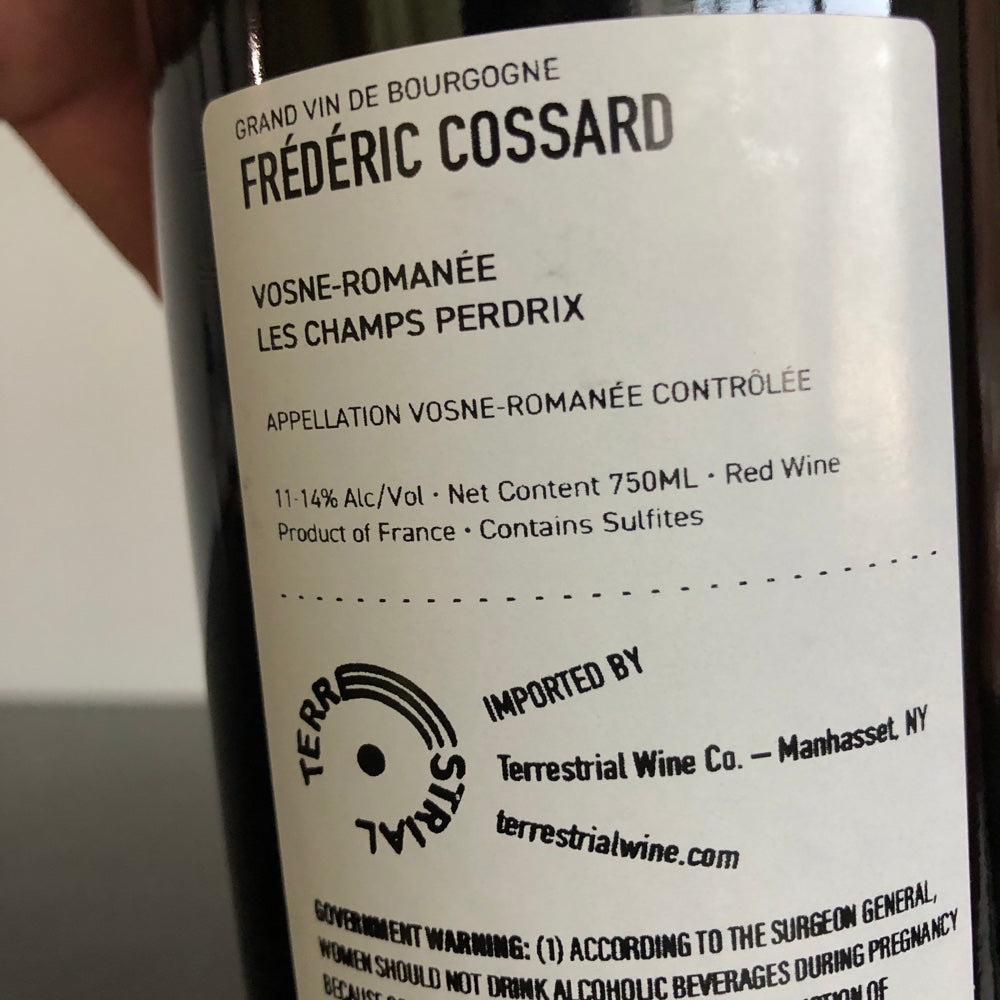 GRAND VIN DE BOURGOGNE
FRÉDÉRIC COSSARD
VOSNE-ROMANÉE
LES CHAMPS PERDRIX
APPELLATION VOSNE-ROMANÉE CONTRÔLÉE
11-14% Alc/Vol · Net Content 750ML · Red Wine
Product of France · Contains Sulfites
TERRESTRIAL
IMPORTED BY
Terrestrial Wine Co. — Manhasset, NY
terrestrialwine.com
GOVERNMENT WARNING: (1) ACCORDING TO THE SURGEON GENERAL,
WOMEN SHOULD NOT DRINK ALCOHOLIC BEVERAGES DURING PREGNANCY
BECAUSE OF